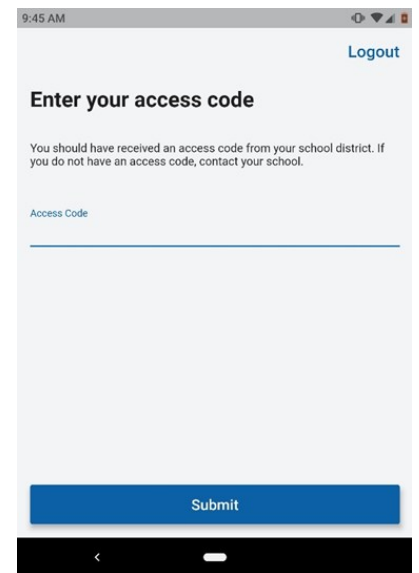 9:45 AM
Logout
Enter your access code
You should have received an access code from your school district. If
you do not have an access code, contact your school.
Access Code
Submit